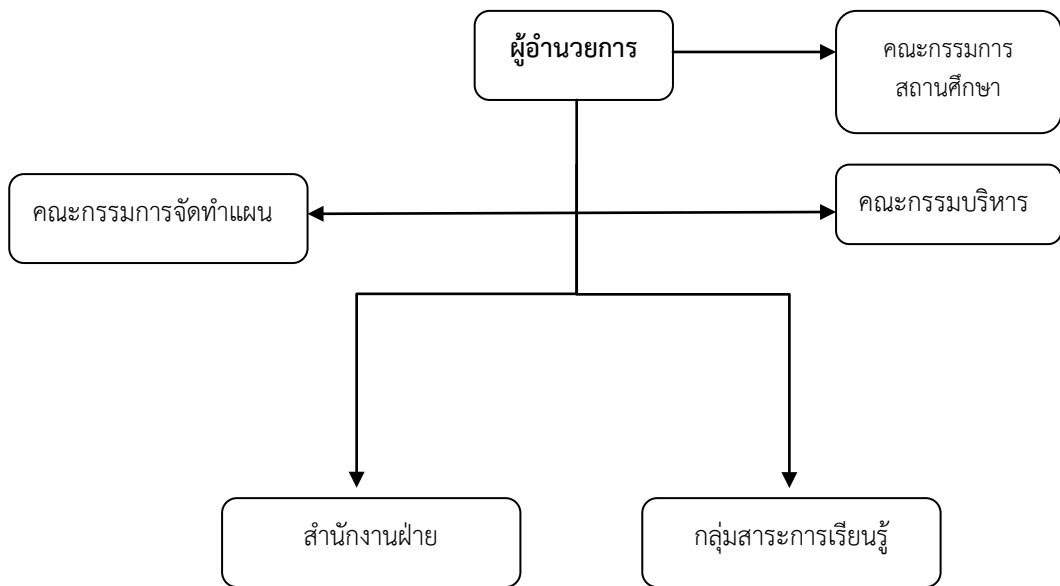 ผู้อำนวยการ
คณะกรรมการ
สถานศึกษา
คณะกรรมการจัดทำแผน
คณะกรรมบริหาร
สำนักงานฝ่าย
กลุ่มสาระการเรียนรู้